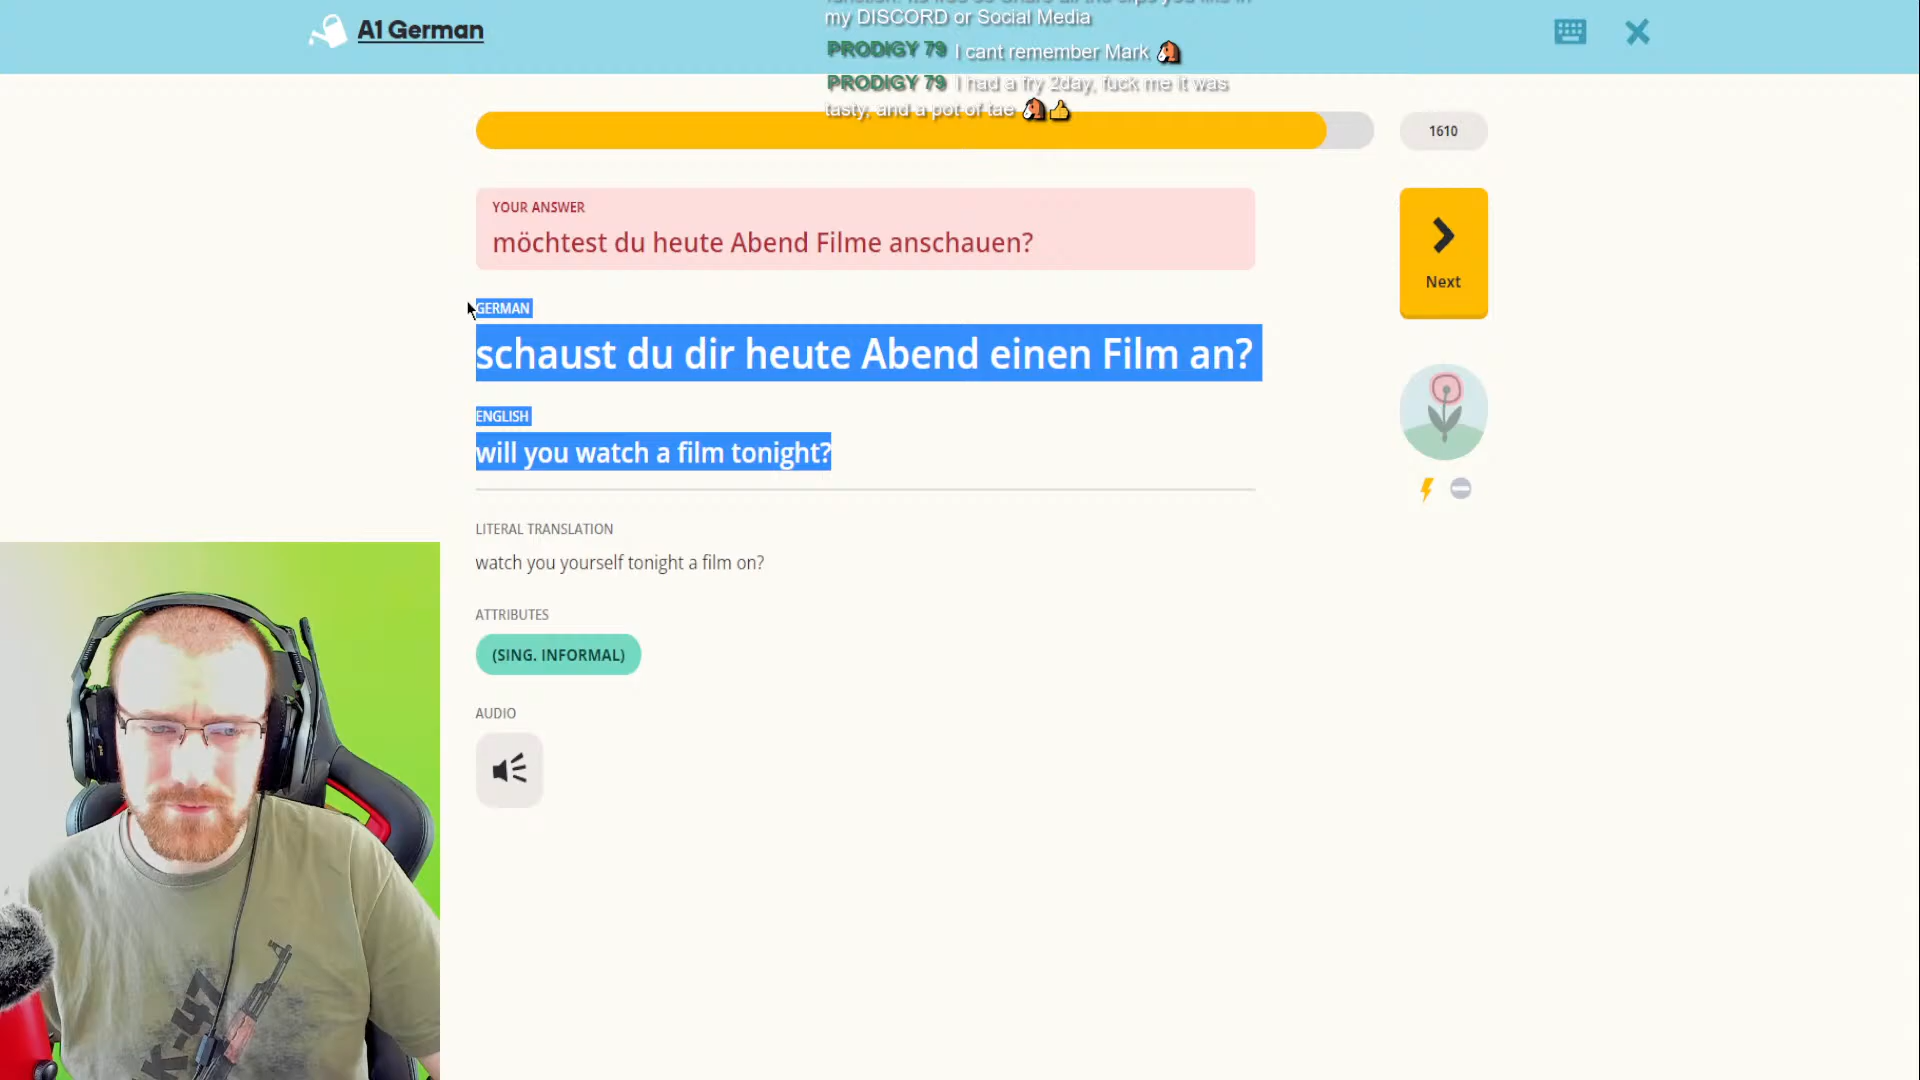 A1 German
my DISCORD or Social Media
PRODIGY 79 I cant remember Mark
PRODIGY 79 I had a fry 2day, fuck me it was
tasty, and a pot of tae
1610
YOUR ANSWER
möchtest du heute Abend Filme anschauen?
Next
GERMAN
schaust du dir heute Abend einen Film an?
ENGLISH
will you watch a film tonight?
LITERAL TRANSLATION
watch you yourself tonight a film on?
ATTRIBUTES
(SING. INFORMAL)
AUDIO
K-47